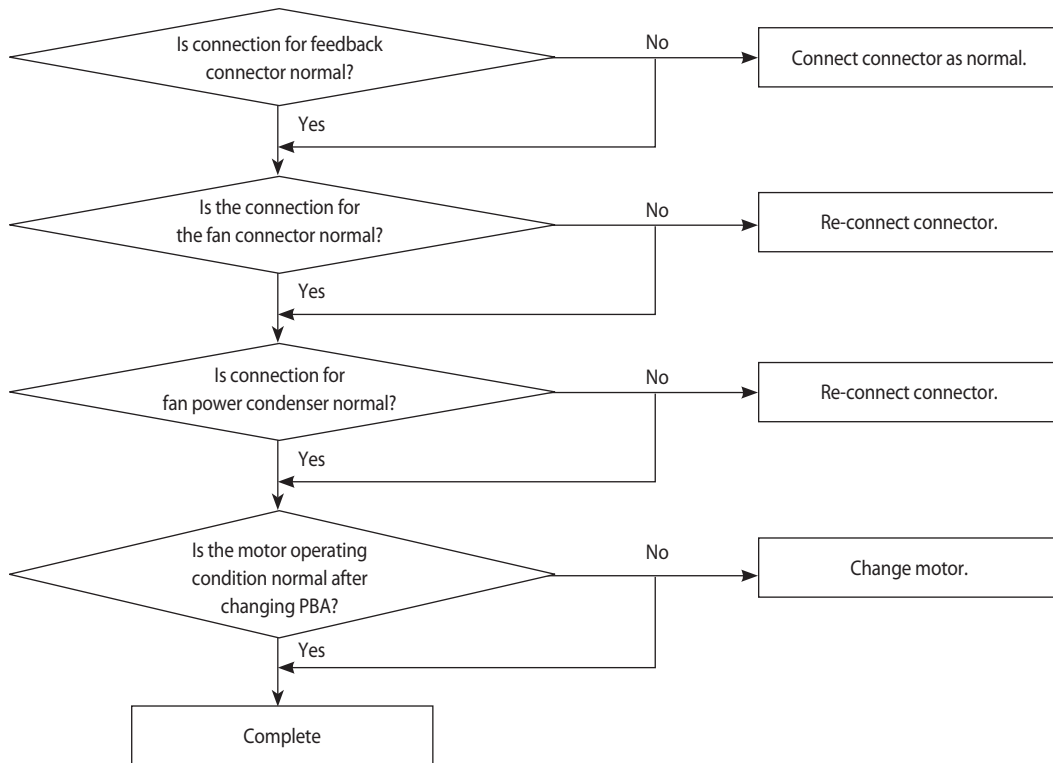 Is connection for feedback
connector normal?
No
Connect connector as normal.
Yes
Is the connection for
the fan connector normal?
No
Re-connect connector.
Yes
Is connection for
fan power condenser normal?
No
Re-connect connector.
Yes
Is the motor operating
condition normal after
changing PBA?
No
Change motor.
Yes
Complete